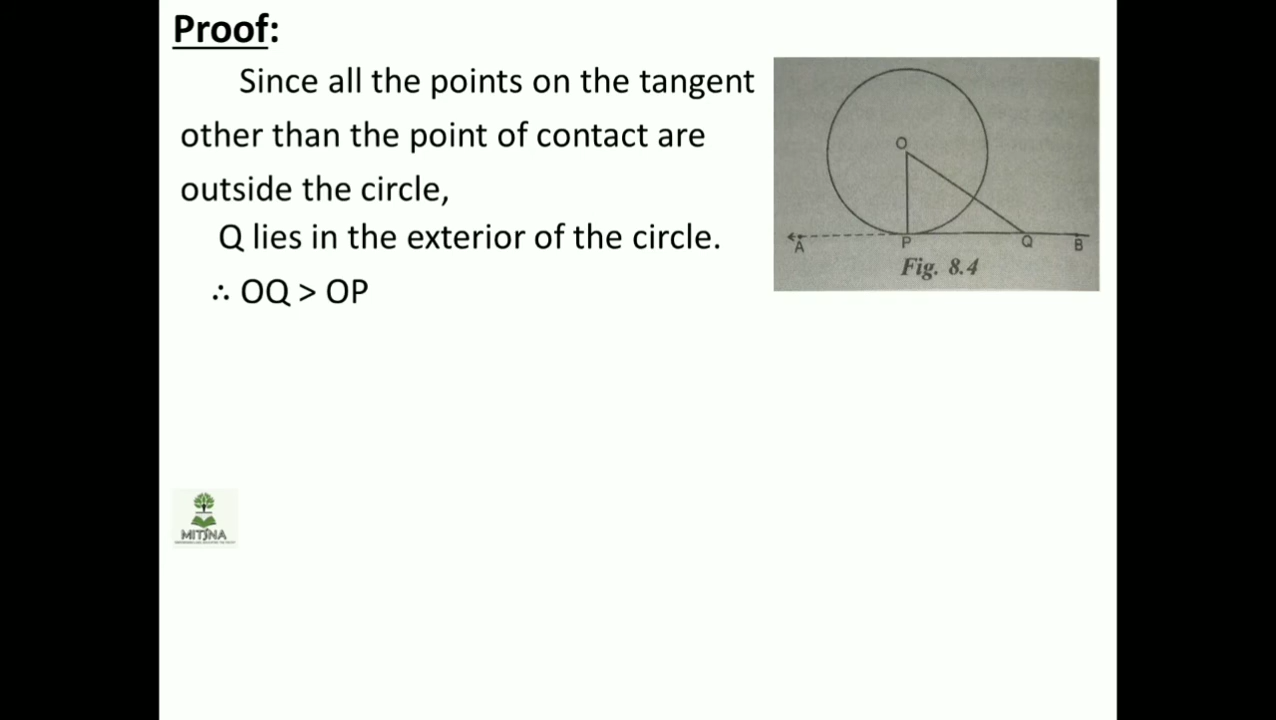 Proof:
Since all the points on the tangent
other than the point of contact are
outside the circle,
Q lies in the exterior of the circle.
∴ OQ > OP
O
A
P
Q
B
Fig. 8.4
MITJNA